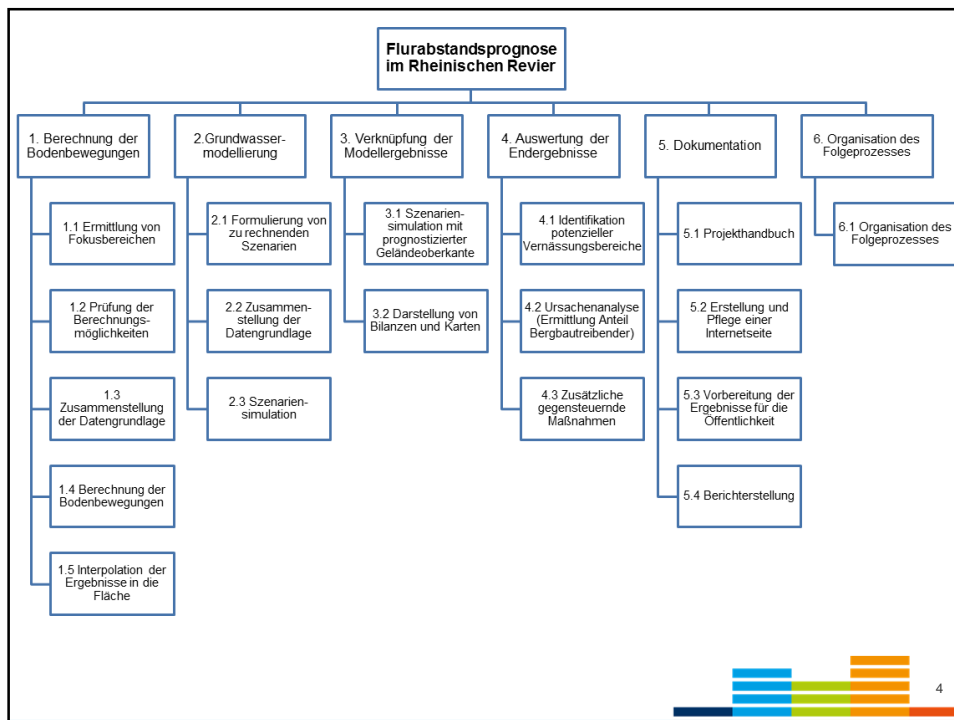 Flurabstandsprognose
im Rheinischen Revier
1. Berechnung der
Bodenbewegungen
1.1 Ermittlung von
Fokusbereichen
1.2 Prüfung der
Berechnungs-
möglichkeiten
1.3
Zusammenstellung
der Datengrundlage
1.4 Berechnung der
Bodenbewegungen
1.5 Interpolation der
Ergebnisse in die
Fläche
2.Grundwasser-
modellierung
2.1 Formulierung von
zu rechnenden
Szenarien
2.2 Zusammen-
stellung der
Datengrundlage
2.3 Szenarien-
simulation
3. Verknüpfung der
Modellergebnisse
3.1 Szenarien-
simulation mit
prognostizierter
Geländeoberkante
3.2 Darstellung von
Bilanzen und Karten
4. Auswertung der
Endergebnisse
4.1 Identifikation
potenzieller
Vernässungsbereiche
4.2 Ursachenanalyse
(Ermittlung Anteil
Bergbautreibender)
4.3 Zusätzliche
gegensteuernde
Maßnahmen
5. Dokumentation
5.1 Projekthandbuch
5.2 Erstellung und
Pflege einer
Internetseite
5.3 Vorbereitung der
Ergebnisse für die
Öffentlichkeit
5.4 Berichterstellung
6. Organisation des
Folgeprozesses
6.1 Organisation des
Folgeprozesses
4